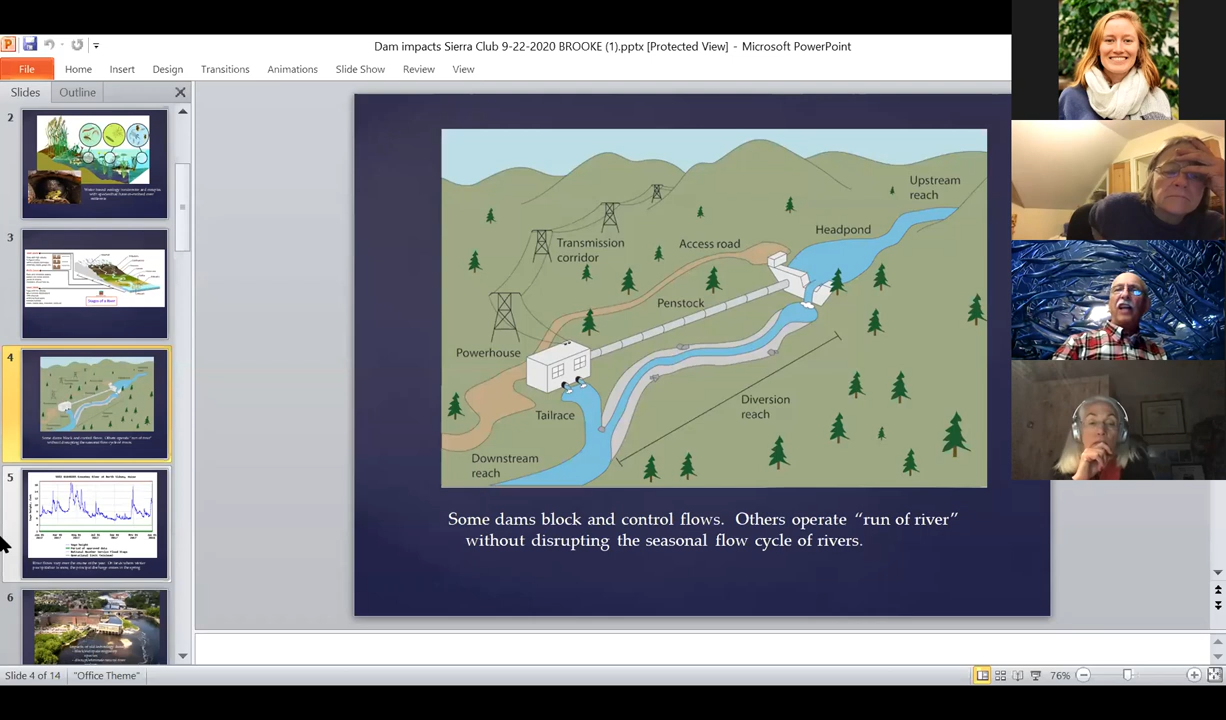 Dam impacts Sierra Club 9-22-2020 BROOKE (1).pptx [Protected View] - Microsoft PowerPoint
File Home Insert Design Transitions Animations Slide Show Review View
Slides Outline
2
3
4
5
6
Upstream
reach
Headpond
Access road
Transmission
corridor
Penstock
Powerhouse
Diversion
reach
Tailrace
Downstream
reach
Some dams block and control flows. Others operate “run of river”
without disrupting the seasonal flow cycle of rivers.
Slide 4 of 14 "Office Theme" 76%